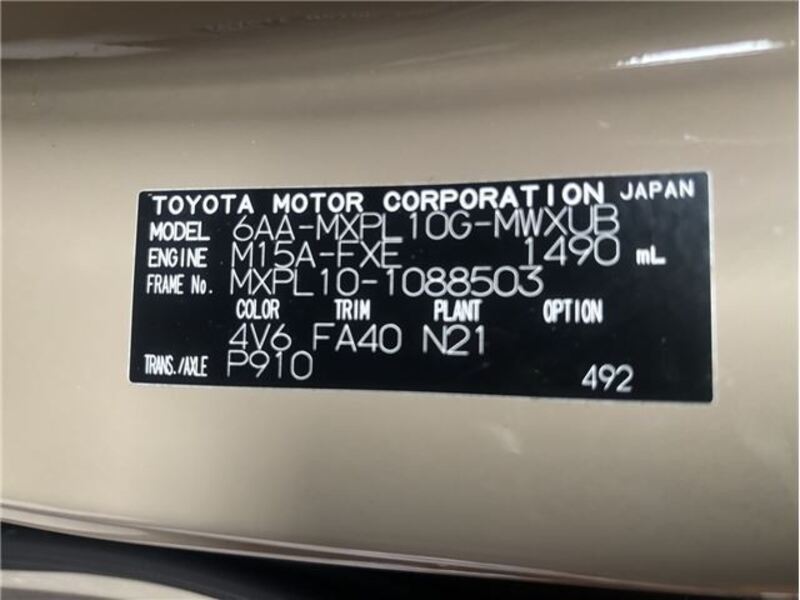 TOYOTA MOTOR CORPORATION JAPAN
MODEL 6AA-MXPL10G-MWXUB
ENGINE M15A-FXE 1490 mL
FRAME No. MXPL10-1088503
COLOR TRIM PLANT OPTION
4V6 FA40 N21
TRANS./AXLE P910
492